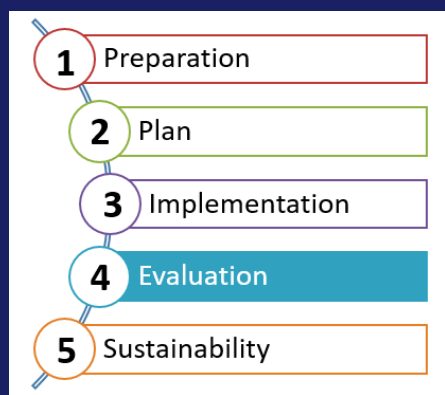 1 Preparation
2 Plan
3 Implementation
4 Evaluation
5 Sustainability